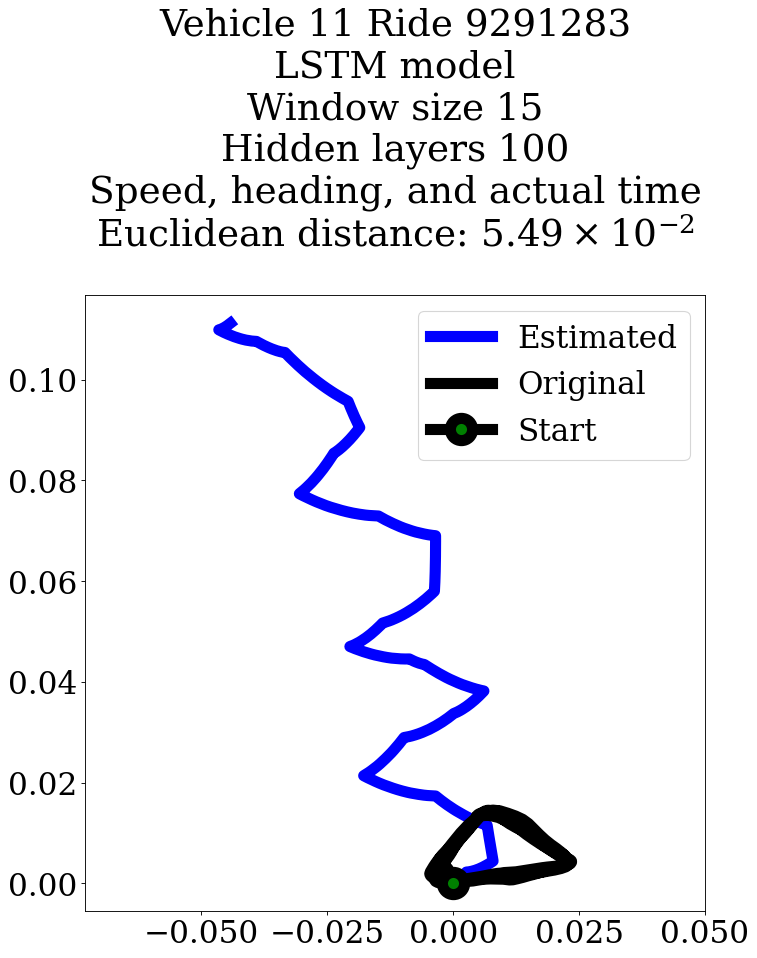 Vehicle 11 Ride 9291283
LSTM model
Window size 15
Hidden layers 100
Speed, heading, and actual time
Euclidean distance: 5.49 × 10⁻²
Estimated
Original
Start
0.10
0.08
0.06
0.04
0.02
0.00
−0.050 −0.025 0.000 0.025 0.050